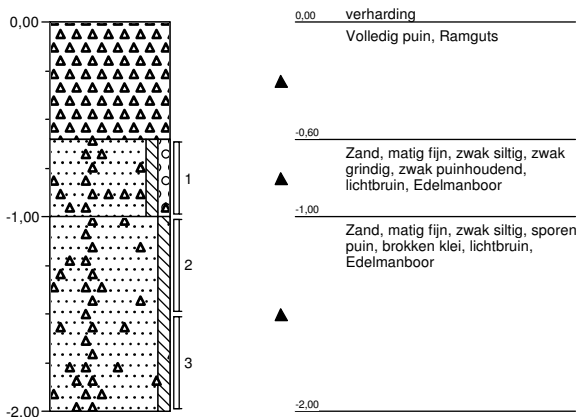 0,00
-1,00
-2,00
1
2
3
0,00 verharding
Volledig puin, Ramguts
-0,60
Zand, matig fijn, zwak siltig, zwak
grindig, zwak puinhoudend,
lichtbruin, Edelmanboor
-1,00
Zand, matig fijn, zwak siltig, sporen
puin, brokken klei, lichtbruin,
Edelmanboor
-2,00